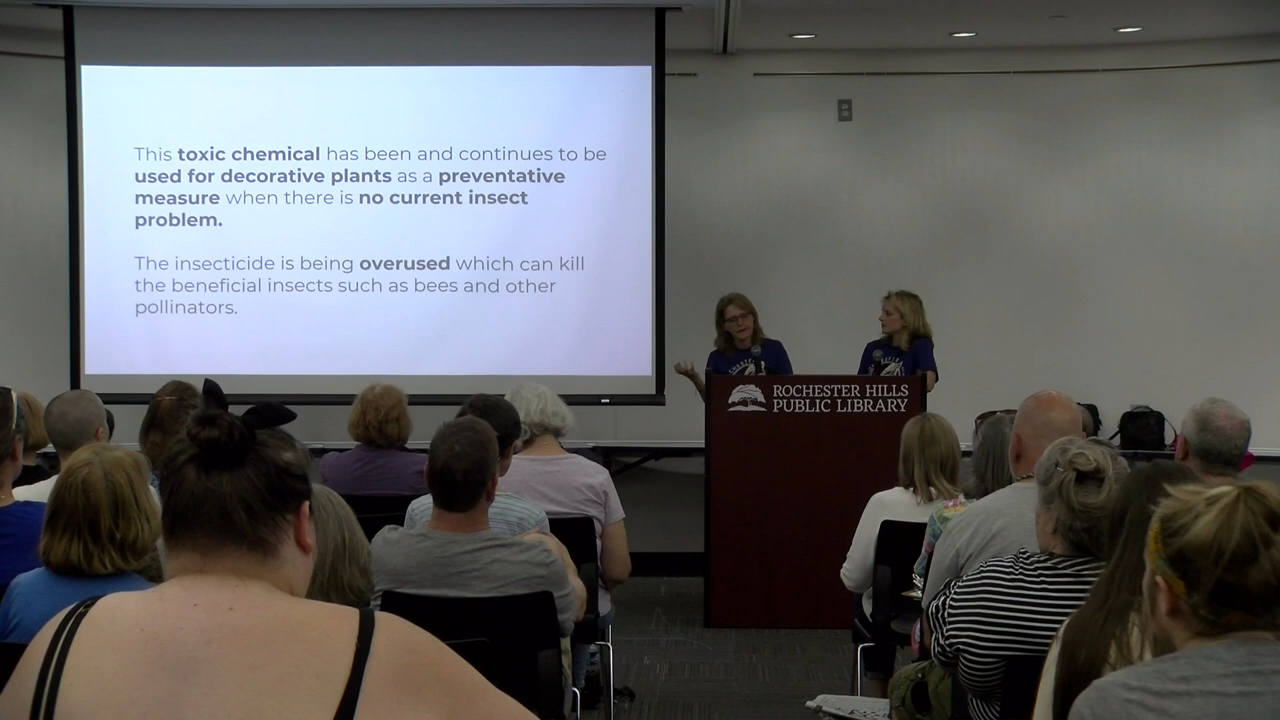 This toxic chemical has been and continues to be
used for decorative plants as a preventative
measure when there is no current insect
problem.
The insecticide is being overused which can kill
the beneficial insects such as bees and other
pollinators.
ROCHESTER HILLS
PUBLIC LIBRARY